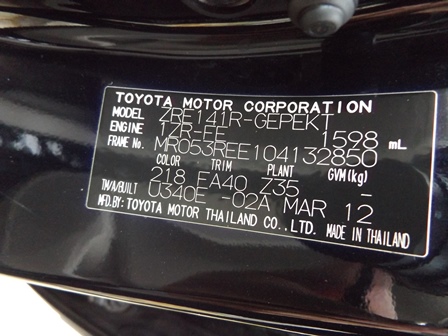 TOYOTA MOTOR CORPORATION
MODEL ZRE141R-GEPEKT
ENGINE 1ZR-FE 1598 mL
FRAME No. MR053REE104132850
COLOR TRIM PLANT GVM(kg)
218 FA40 Z35 –
T/M/A/BUILT U340E -02A MAR 12
MFD.BY: TOYOTA MOTOR THAILAND CO.,LTD. MADE IN THAILAND